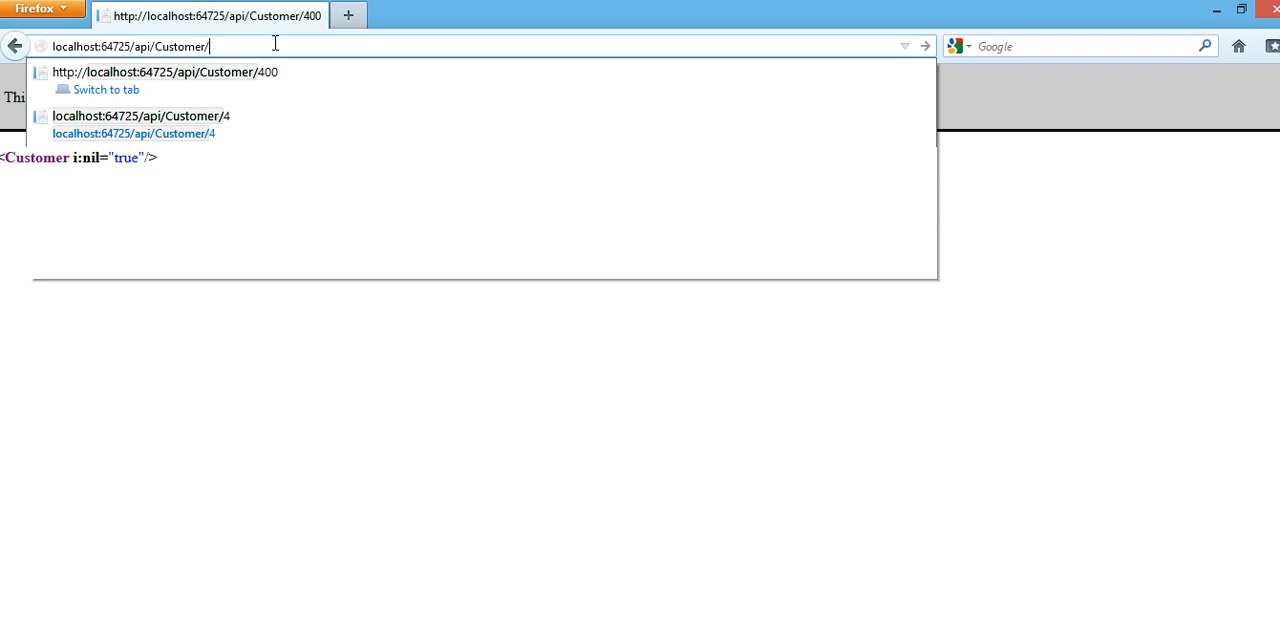 Firefox
http://localhost:64725/api/Customer/400
+
localhost:64725/api/Customer/
Google
http://localhost:64725/api/Customer/400
Switch to tab
Thi
localhost:64725/api/Customer/4
localhost:64725/api/Customer/4
<Customer i:nil="true"/>